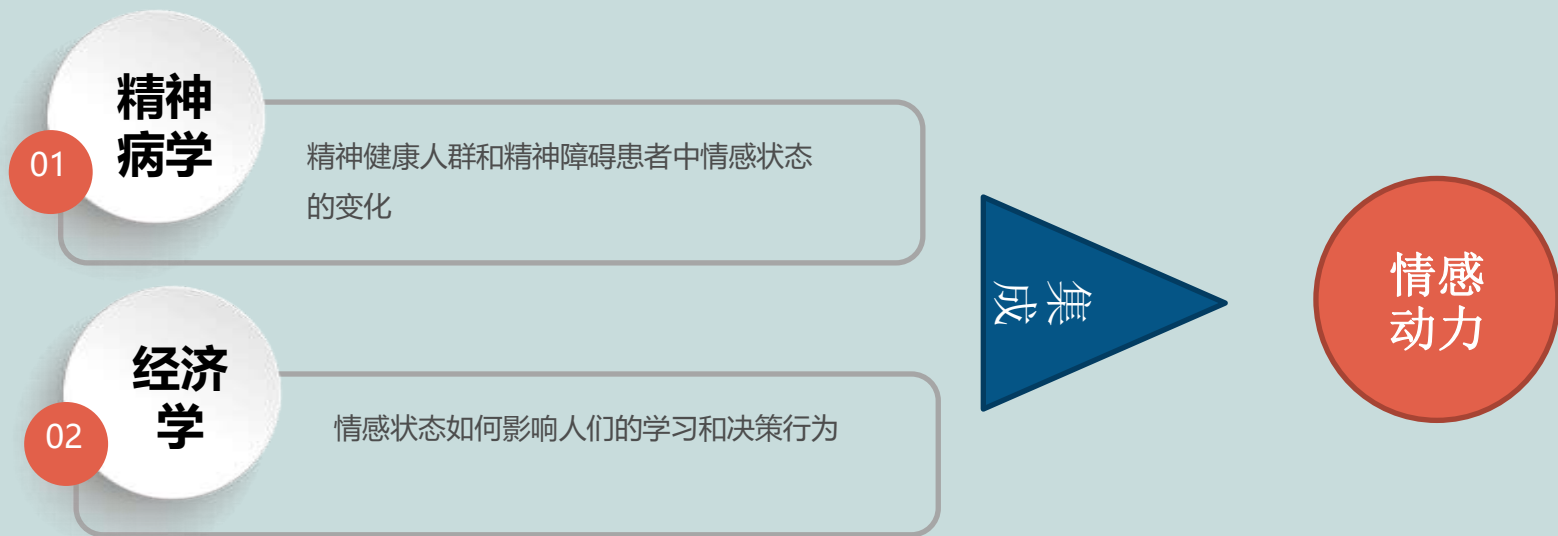 精神
病学
01
精神健康人群和精神障碍患者中情感状态
的变化
经济
学
02
情感状态如何影响人们的学习和决策行为
集成
情感
动力